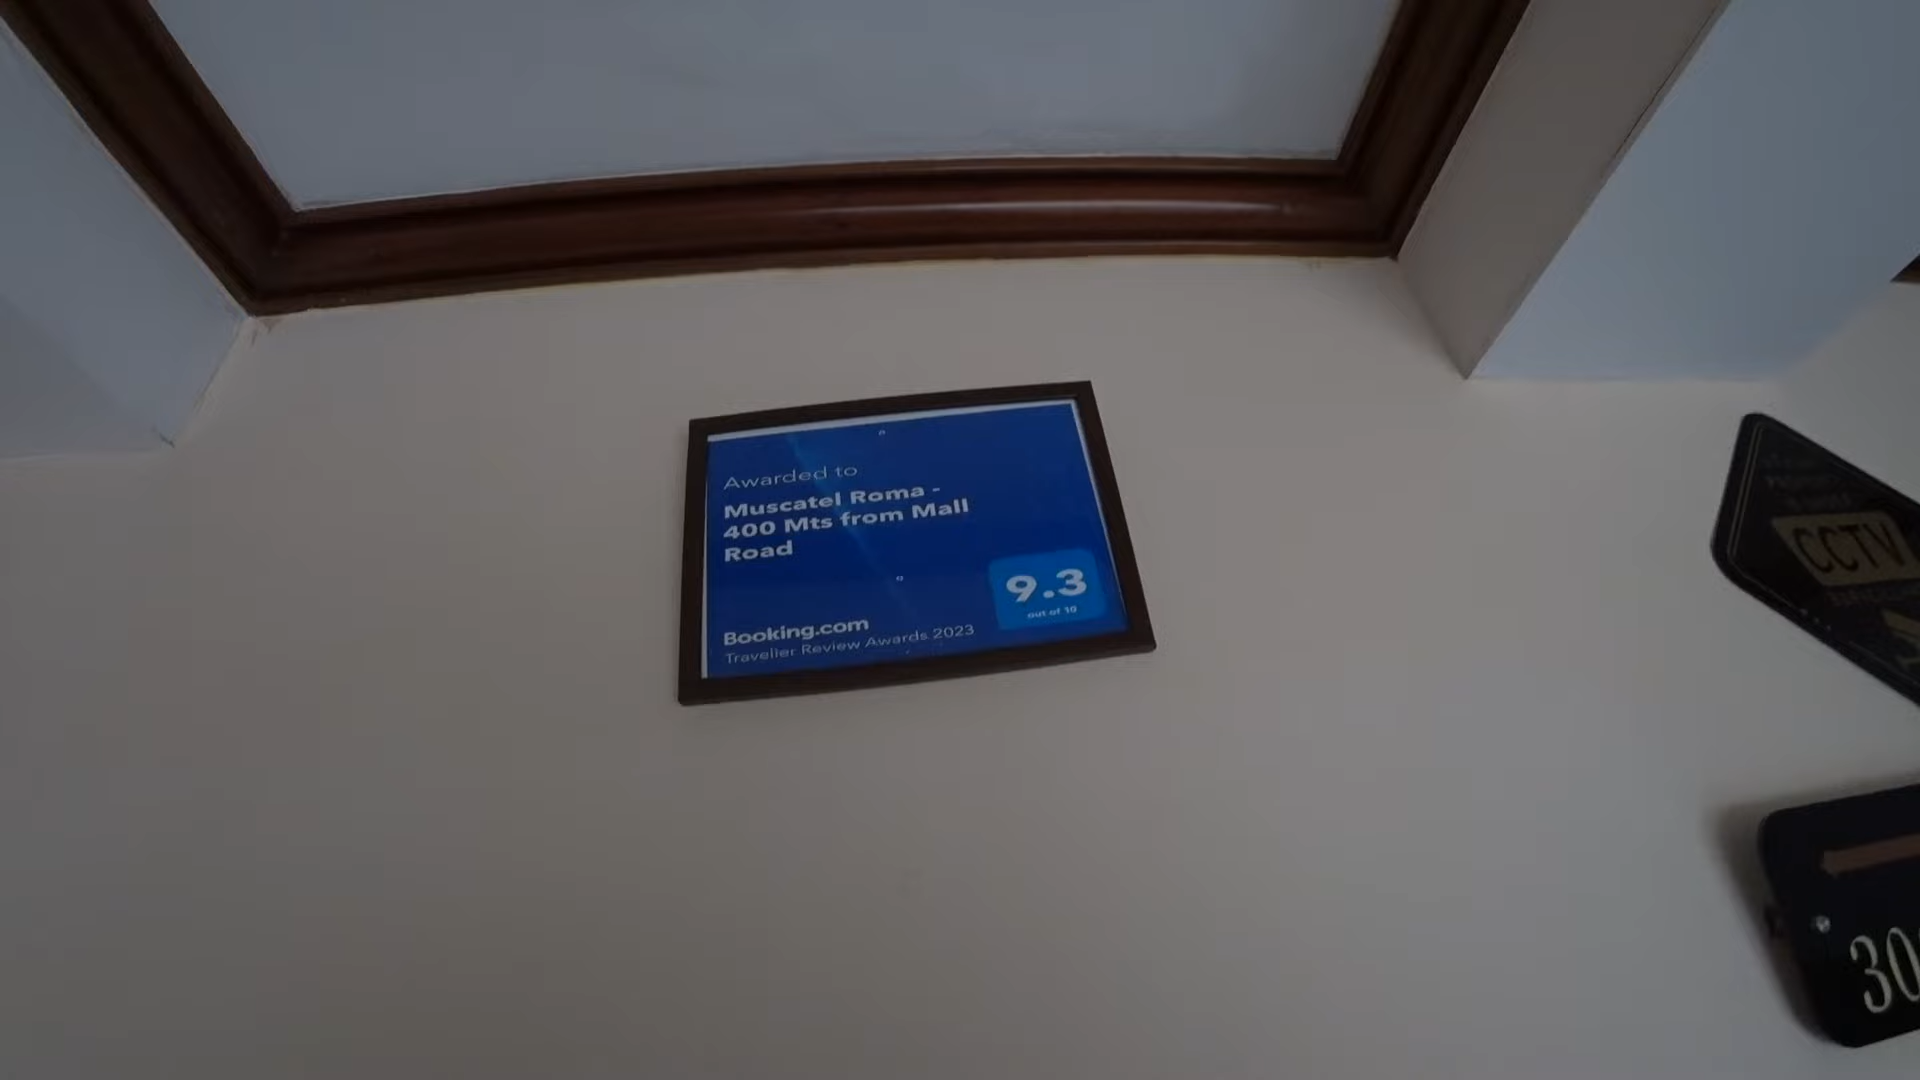 Awarded to
Muscatel Roma -
400 Mts from Mall
Road
9.3
out of 10
Booking.com
Traveller Review Awards 2023
CCTV
30